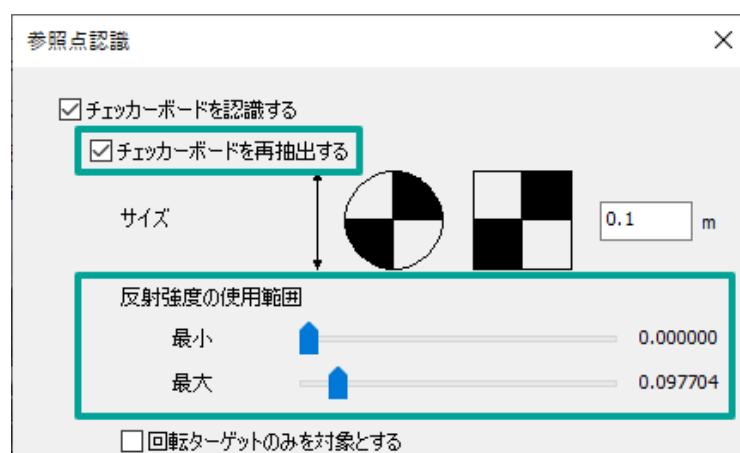 参照点認識
チェッカーボードを認識する
チェッカーボードを再抽出する
サイズ 0.1 m
反射強度の使用範囲
最小 0.000000
最大 0.097704
回転ターゲットのみを対象とする